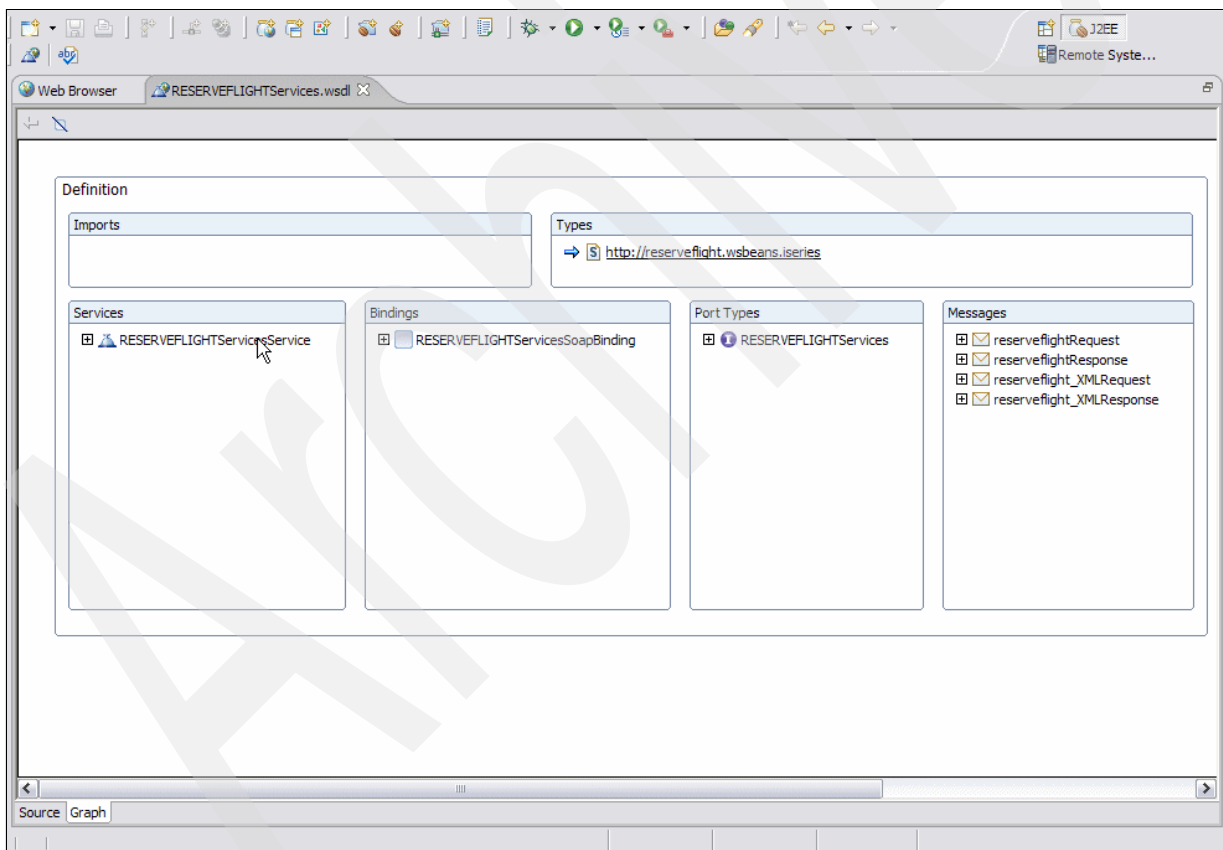 J2EE
Remote Syste...
Web Browser
RESERVEFLIGHTServices.wsdl
Definition
Imports
Types
S http://reserveflight.wsbeans.iseries
Services
Bindings
Port Types
Messages
RESERVEFLIGHTServicesService
RESERVEFLIGHTServicesSoapBinding
I RESERVEFLIGHTServices
reserveflightRequest
reserveflightResponse
reserveflight_XMLRequest
reserveflight_XMLResponse
Source Graph
Archive